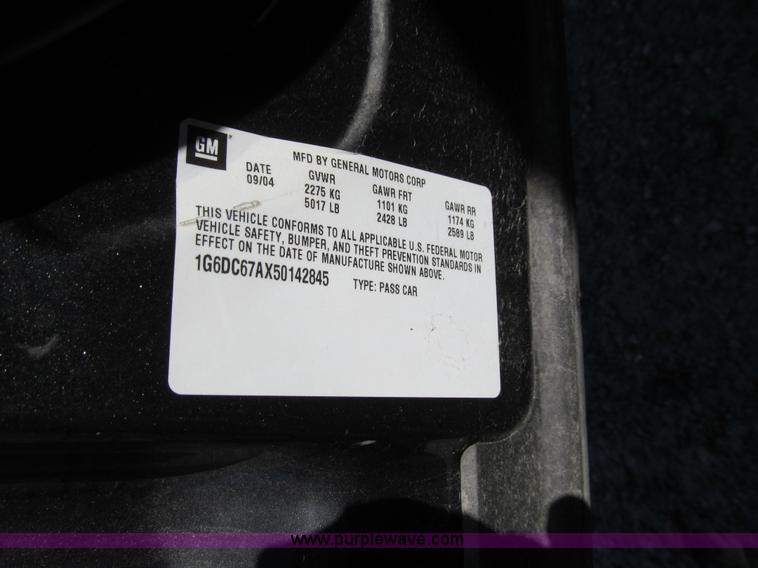 GM
MFD BY GENERAL MOTORS CORP
DATE GVWR GAWR FRT GAWR RR
09/04 2275 KG 1101 KG 1174 KG
5017 LB 2428 LB 2589 LB
THIS VEHICLE CONFORMS TO ALL APPLICABLE U.S. FEDERAL MOTOR
VEHICLE SAFETY, BUMPER, AND THEFT PREVENTION STANDARDS IN
EFFECT ON THE DATE OF MANUFACTURE SHOWN ABOVE.
1G6DC67AX50142845 TYPE: PASS CAR
www.purplewave.com